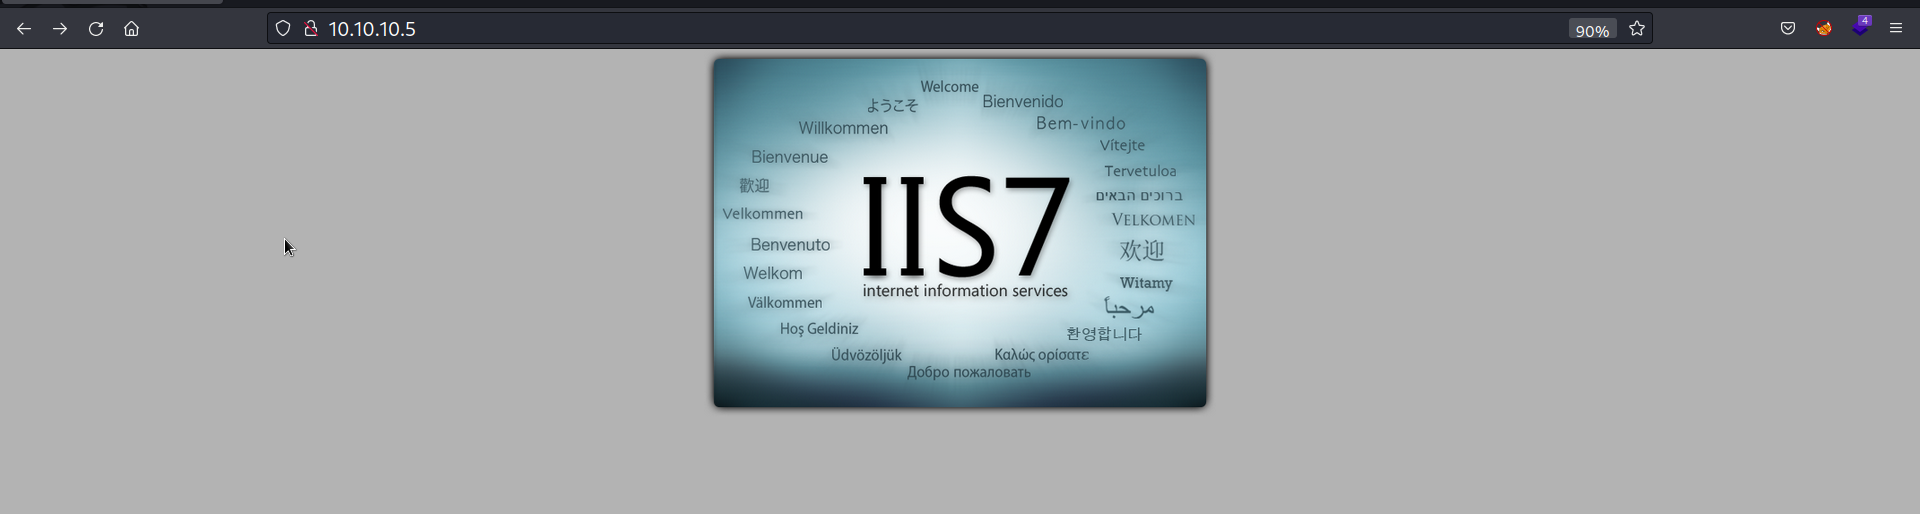 10.10.10.5
90%
4
Welcome
ようこそ
Bienvenido
Willkommen
Bem-vindo
Vítejte
Bienvenue
Tervetuloa
歡迎
ברוכים הבאים
Velkommen
VELKOMEN
IIS7
Benvenuto
欢迎
Welkom
Witamy
internet information services
Välkommen
مرحباً
Hoş Geldiniz
환영합니다
Üdvözöljük
Καλώς ορίσατε
Добро пожаловать